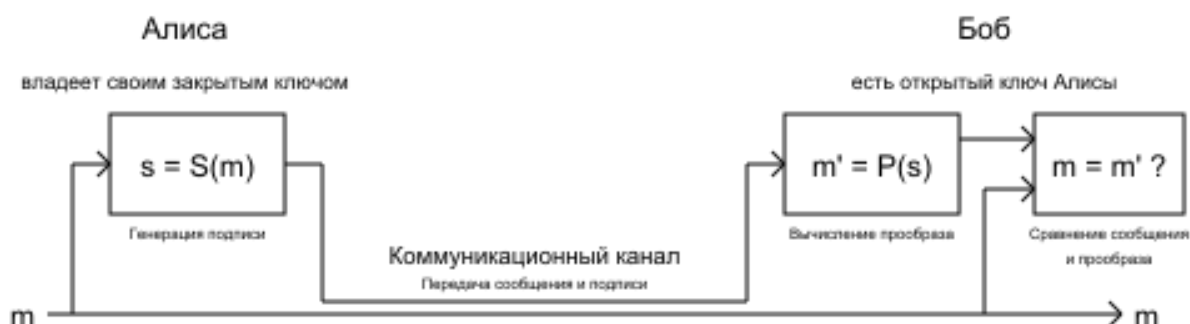 Алиса
Боб
владеет своим закрытым ключом
есть открытый ключ Алисы
s = S(m)
m' = P(s)
m = m' ?
Генерация подписи
Вычисление прообраза
Сравнение сообщения
и прообраза
Коммуникационный канал
Передача сообщения и подписи
m
m